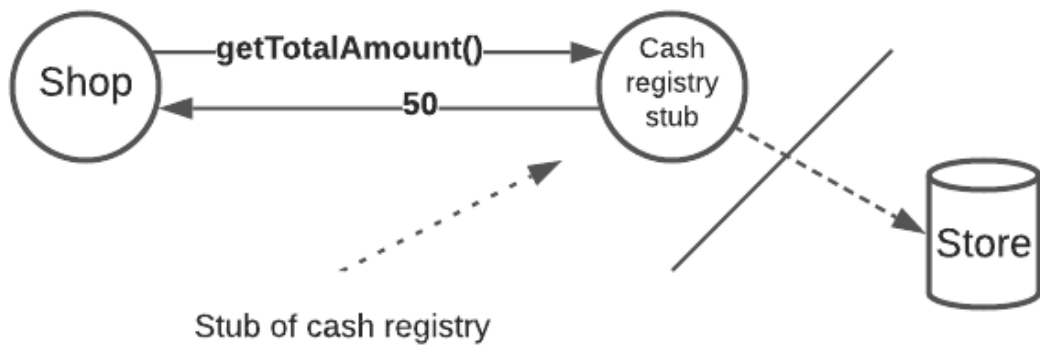 Shop
getTotalAmount()
50
Cash
registry
stub
Store
Stub of cash registry